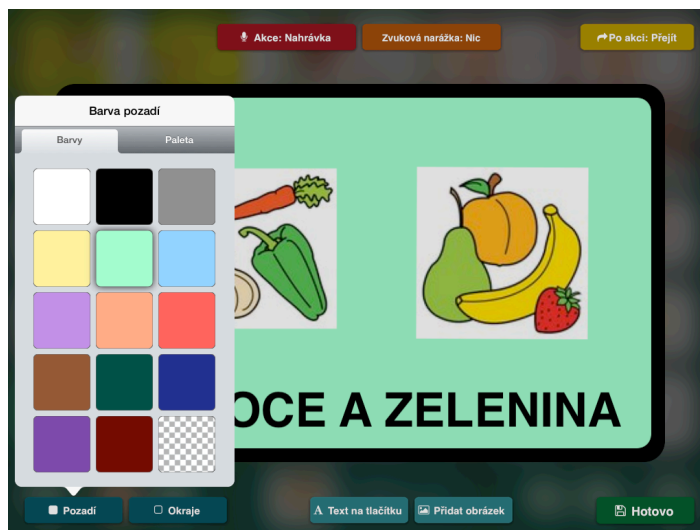 Akce: Nahrávka
Zvuková narážka: Nic
Po akci: Přejít
Barva pozadí
Barvy
Paleta
OCE A ZELENINA
Pozadí
Okraje
A Text na tlačítku
Přidat obrázek
Hotovo